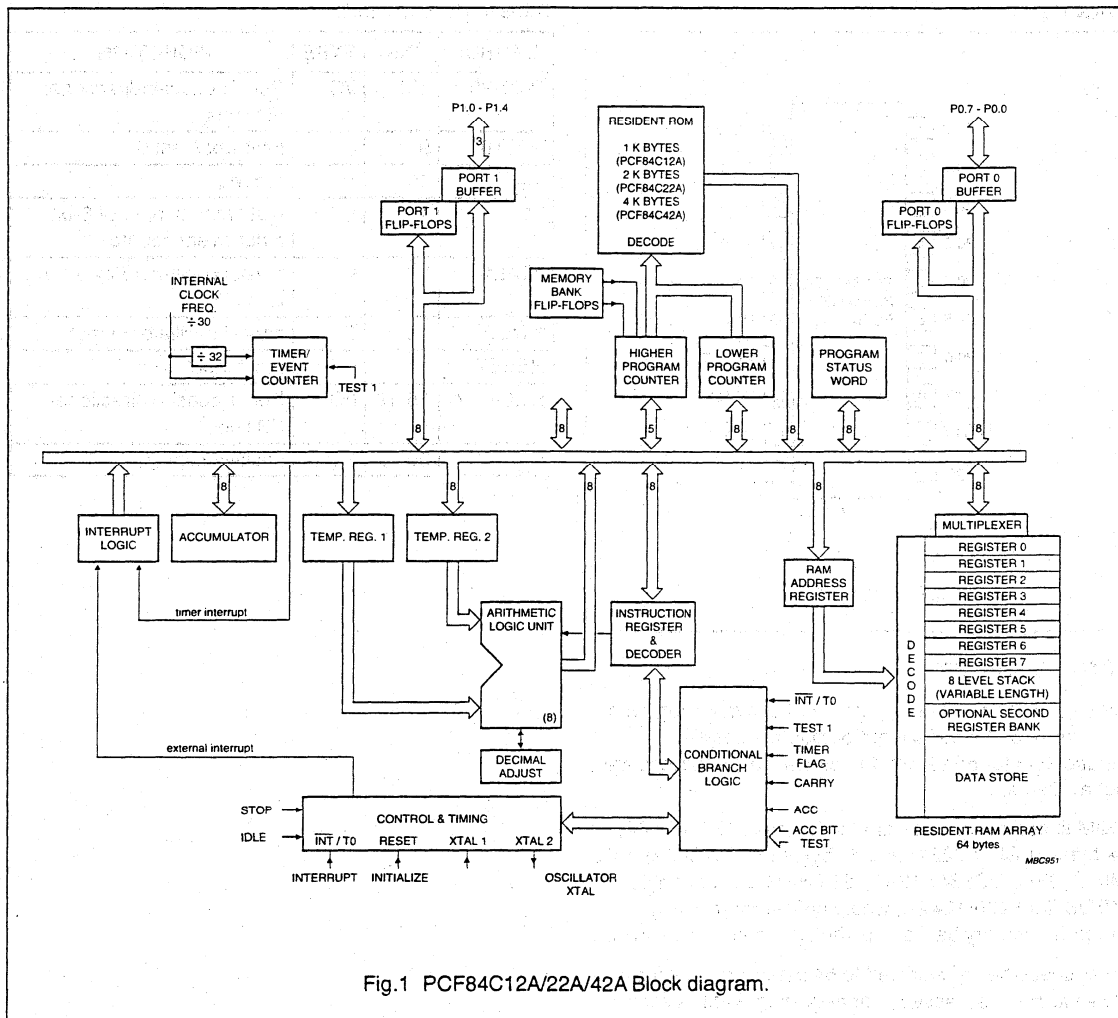 P1.0 - P1.4
3
PORT 1
BUFFER
PORT 1
FLIP-FLOPS
RESIDENT ROM
1 K BYTES
(PCF84C12A)
2 K BYTES
(PCF84C22A)
4 K BYTES
(PCF84C42A)
DECODE
P0.7 - P0.0
PORT 0
BUFFER
PORT 0
FLIP-FLOPS
INTERNAL
CLOCK
FREQ.
÷ 30
÷ 32
TIMER/
EVENT
COUNTER
TEST 1
MEMORY
BANK
FLIP-FLOPS
HIGHER
PROGRAM
COUNTER
LOWER
PROGRAM
COUNTER
PROGRAM
STATUS
WORD
8
8
5
8
8
8
8
8
8
8
8
8
8
8
INTERRUPT
LOGIC
ACCUMULATOR
TEMP. REG. 1
TEMP. REG. 2
timer interrupt
ARITHMETIC
LOGIC UNIT
(8)
DECIMAL
ADJUST
INSTRUCTION
REGISTER
&
DECODER
RAM
ADDRESS
REGISTER
MULTIPLEXER
DECODE
REGISTER 0
REGISTER 1
REGISTER 2
REGISTER 3
REGISTER 4
REGISTER 5
REGISTER 6
REGISTER 7
8 LEVEL STACK
(VARIABLE LENGTH)
OPTIONAL SECOND
REGISTER BANK
DATA STORE
RESIDENT RAM ARRAY
64 bytes
MBC951
CONDITIONAL
BRANCH
LOGIC
INT / T0
TEST 1
TIMER
FLAG
CARRY
ACC
ACC BIT
TEST
external interrupt
STOP
IDLE
CONTROL & TIMING
INT / T0 RESET XTAL 1 XTAL 2
INTERRUPT INITIALIZE
OSCILLATOR
XTAL
Fig.1 PCF84C12A/22A/42A Block diagram.